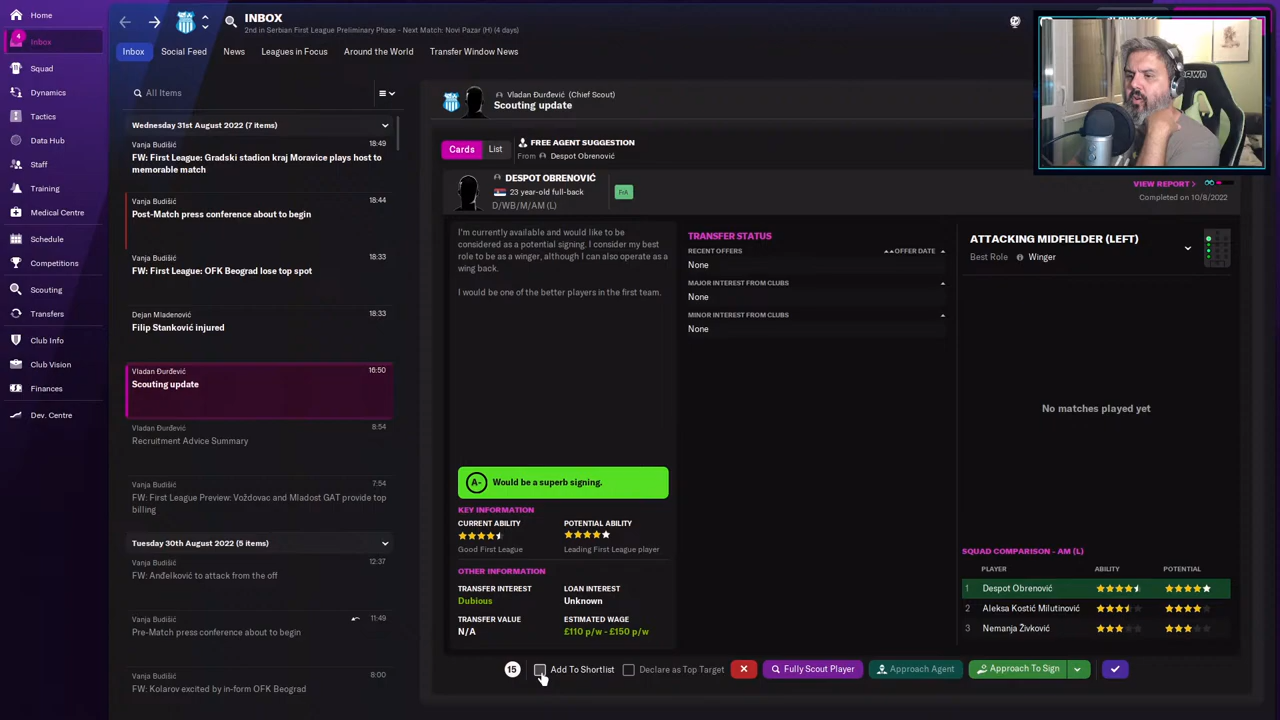 Home
4
Inbox
Squad
Dynamics
Tactics
Data Hub
Staff
Training
Medical Centre
Schedule
Competitions
Scouting
Transfers
Club Info
Club Vision
Finances
Dev. Centre
INBOX
2nd in Serbian First League Preliminary Phase - Next Match: Novi Pazar (H) (4 days)
Inbox
Social Feed
News
Leagues in Focus
Around the World
Transfer Window News
All Items
Wednesday 31st August 2022 (7 items)
Vanja Budišić 18:49
FW: First League: Gradski stadion kraj Moravice plays host to
memorable match
Vanja Budišić 18:44
Post-Match press conference about to begin
Vanja Budišić 18:33
FW: First League: OFK Beograd lose top spot
Dejan Mladenović 18:33
Filip Stanković injured
Vladan Đurđević 16:50
Scouting update
Vladan Đurđević 8:54
Recruitment Advice Summary
Vanja Budišić 7:54
FW: First League Preview: Voždovac and Mladost GAT provide top
billing
Tuesday 30th August 2022 (5 items)
Vanja Budišić 12:37
FW: Anđelković to attack from the off
Vanja Budišić 11:49
Pre-Match press conference about to begin
Vanja Budišić 8:00
FW: Kolarov excited by in-form OFK Beograd
Vladan Đurđević (Chief Scout)
Scouting update
Cards
List
FREE AGENT SUGGESTION
From Despot Obrenović
DESPOT OBRENOVIĆ
23 year-old full-back
D/WB/M/AM (L)
F/A
VIEW REPORT >
Completed on 10/8/2022
I'm currently available and would like to be
considered as a potential signing. I consider my best
role to be as a winger, although I can also operate as a
wing back.
I would be one of the better players in the first team.
A- Would be a superb signing.
KEY INFORMATION
CURRENT ABILITY POTENTIAL ABILITY
Good First League Leading First League player
OTHER INFORMATION
TRANSFER INTEREST LOAN INTEREST
Dubious Unknown
TRANSFER VALUE ESTIMATED WAGE
N/A £110 p/w - £150 p/w
TRANSFER STATUS
RECENT OFFERS OFFER DATE
None
MAJOR INTEREST FROM CLUBS
None
MINOR INTEREST FROM CLUBS
None
ATTACKING MIDFIELDER (LEFT)
Best Role Winger
No matches played yet
SQUAD COMPARISON - AM (L)
PLAYER ABILITY POTENTIAL
1 Despot Obrenović
2 Aleksa Kostić Milutinović
3 Nemanja Živković
15
Add To Shortlist
Declare as Top Target
Fully Scout Player
Approach Agent
Approach To Sign